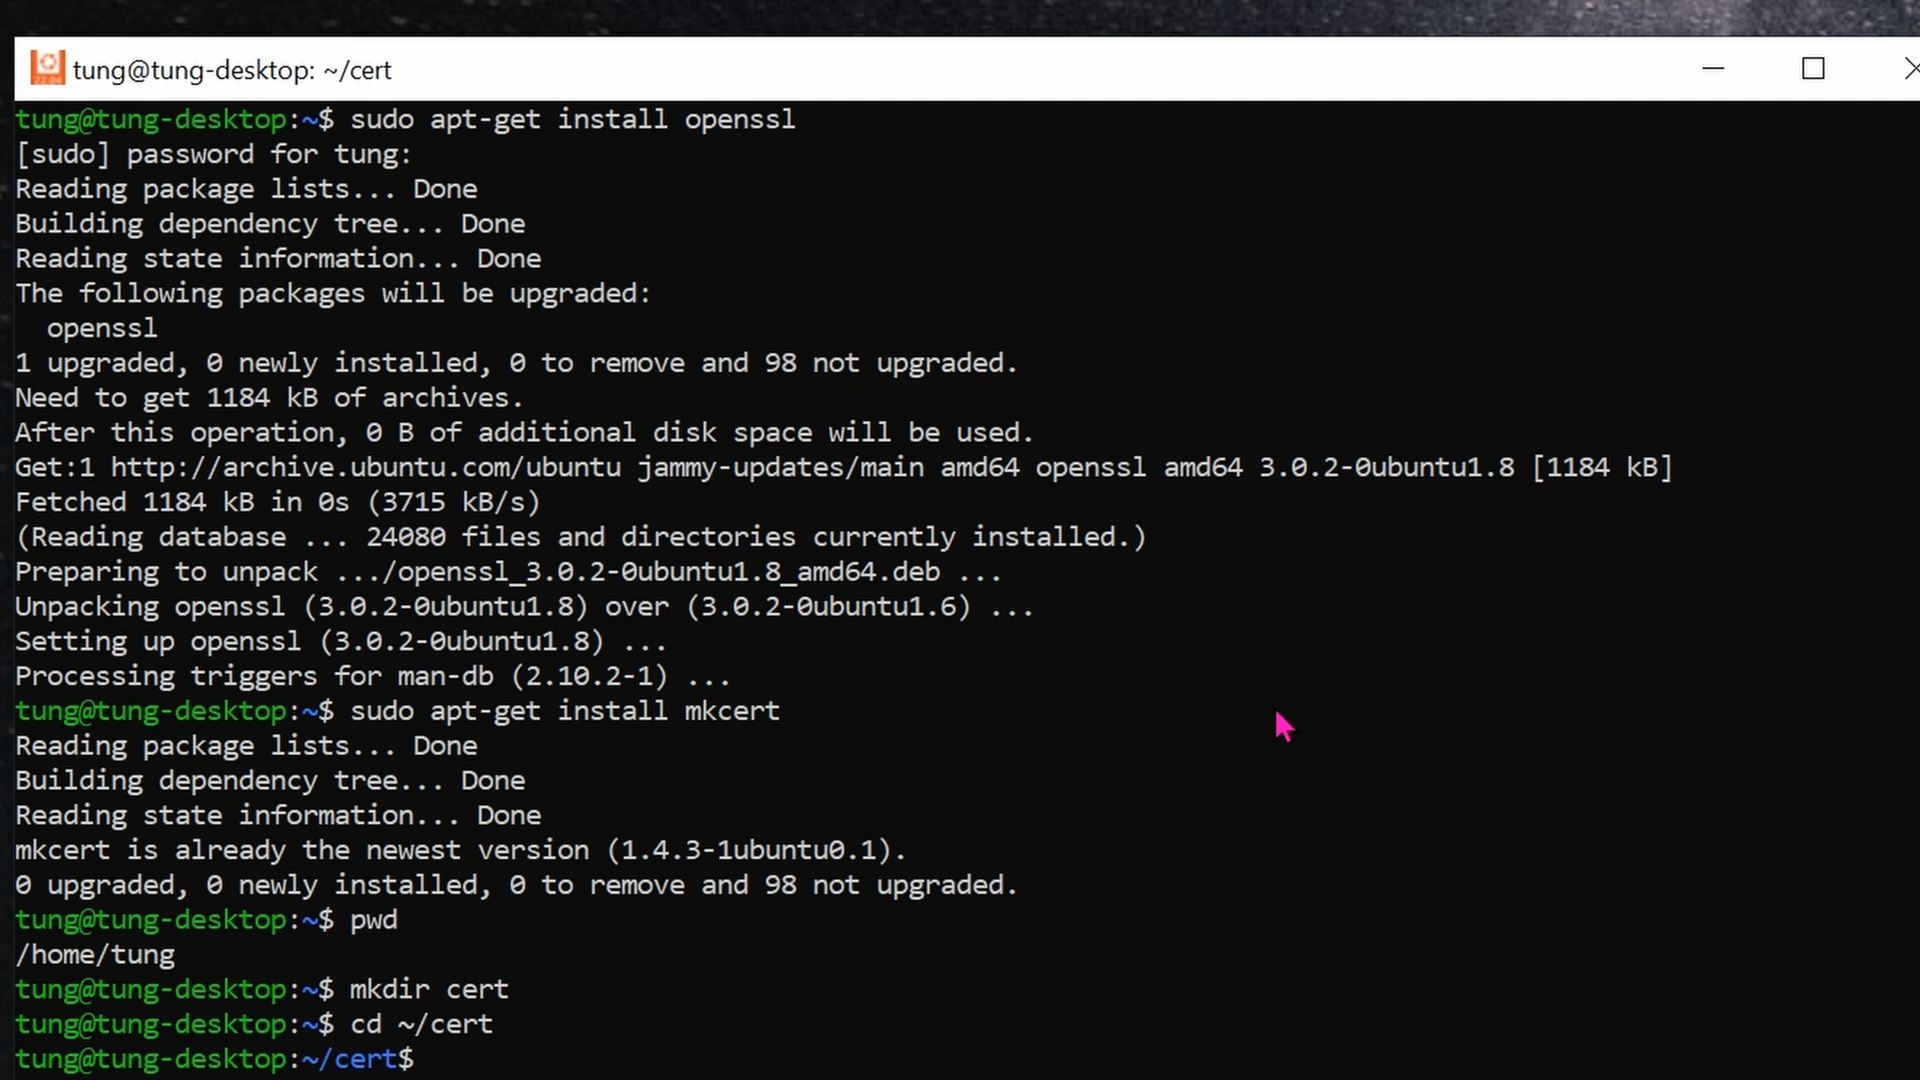 tung@tung-desktop: ~/cert
tung@tung-desktop:~$ sudo apt-get install openssl
[sudo] password for tung:
Reading package lists... Done
Building dependency tree... Done
Reading state information... Done
The following packages will be upgraded:
  openssl
1 upgraded, 0 newly installed, 0 to remove and 98 not upgraded.
Need to get 1184 kB of archives.
After this operation, 0 B of additional disk space will be used.
Get:1 http://archive.ubuntu.com/ubuntu jammy-updates/main amd64 openssl amd64 3.0.2-0ubuntu1.8 [1184 kB]
Fetched 1184 kB in 0s (3715 kB/s)
(Reading database ... 24080 files and directories currently installed.)
Preparing to unpack .../openssl_3.0.2-0ubuntu1.8_amd64.deb ...
Unpacking openssl (3.0.2-0ubuntu1.8) over (3.0.2-0ubuntu1.6) ...
Setting up openssl (3.0.2-0ubuntu1.8) ...
Processing triggers for man-db (2.10.2-1) ...
tung@tung-desktop:~$ sudo apt-get install mkcert
Reading package lists... Done
Building dependency tree... Done
Reading state information... Done
mkcert is already the newest version (1.4.3-1ubuntu0.1).
0 upgraded, 0 newly installed, 0 to remove and 98 not upgraded.
tung@tung-desktop:~$ pwd
/home/tung
tung@tung-desktop:~$ mkdir cert
tung@tung-desktop:~$ cd ~/cert
tung@tung-desktop:~/cert$